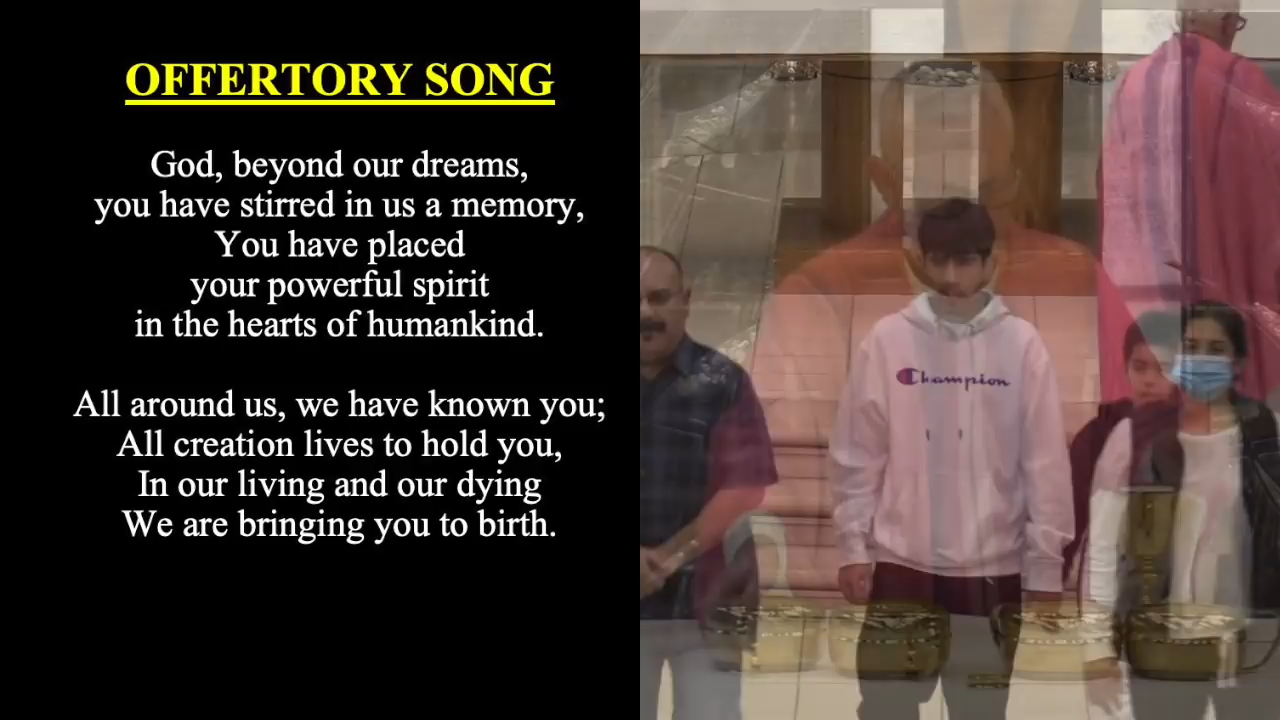 OFFERTORY SONG
God, beyond our dreams,
you have stirred in us a memory,
You have placed
your powerful spirit
in the hearts of humankind.
All around us, we have known you;
All creation lives to hold you,
In our living and our dying
We are bringing you to birth.
Champion